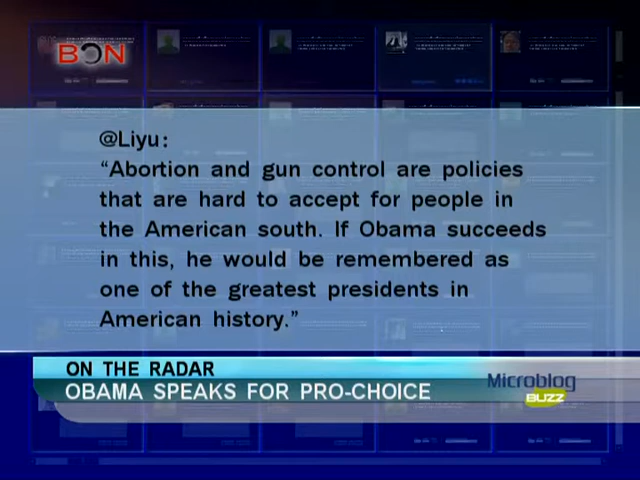 BON
@Liyu:
“Abortion and gun control are policies
that are hard to accept for people in
the American south. If Obama succeeds
in this, he would be remembered as
one of the greatest presidents in
American history.”
ON THE RADAR
OBAMA SPEAKS FOR PRO-CHOICE
Microblog
BUZZ